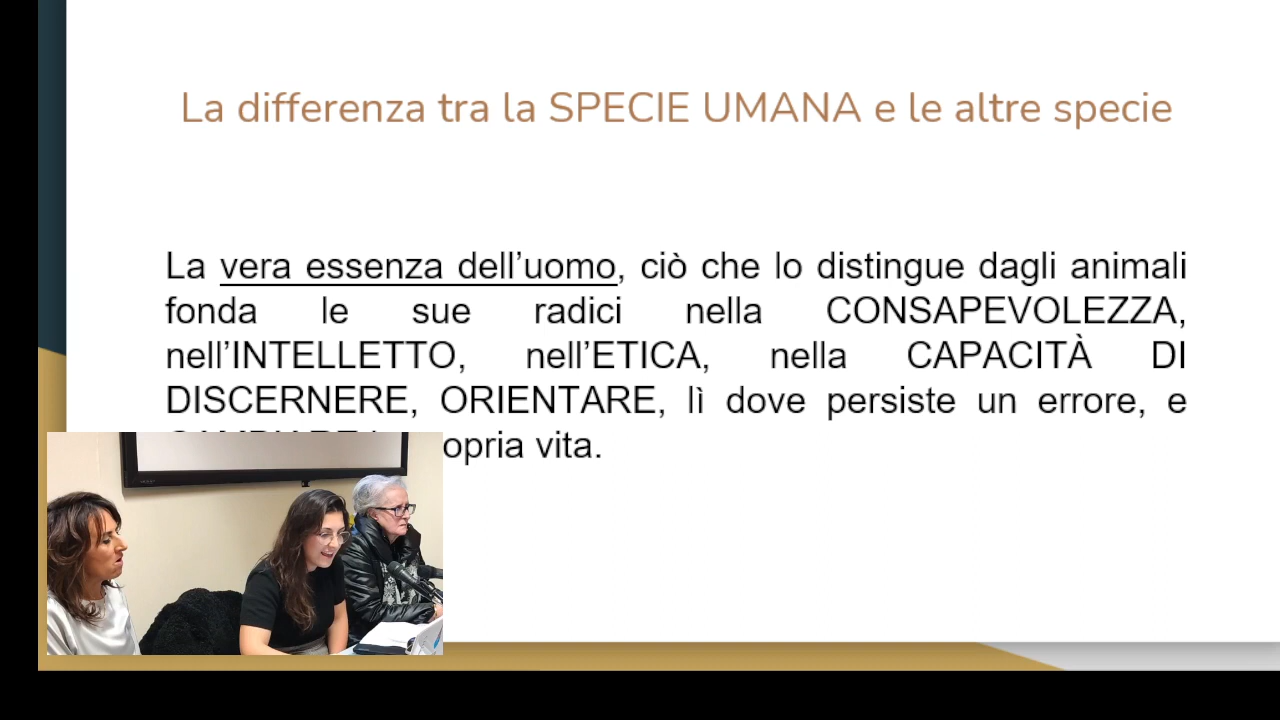 La differenza tra la SPECIE UMANA e le altre specie
La vera essenza dell'uomo, ciò che lo distingue dagli animali
fonda le sue radici nella CONSAPEVOLEZZA,
nell'INTELLETTO, nell'ETICA, nella CAPACITÀ DI
DISCERNERE, ORIENTARE, lì dove persiste un errore, e
opria vita.